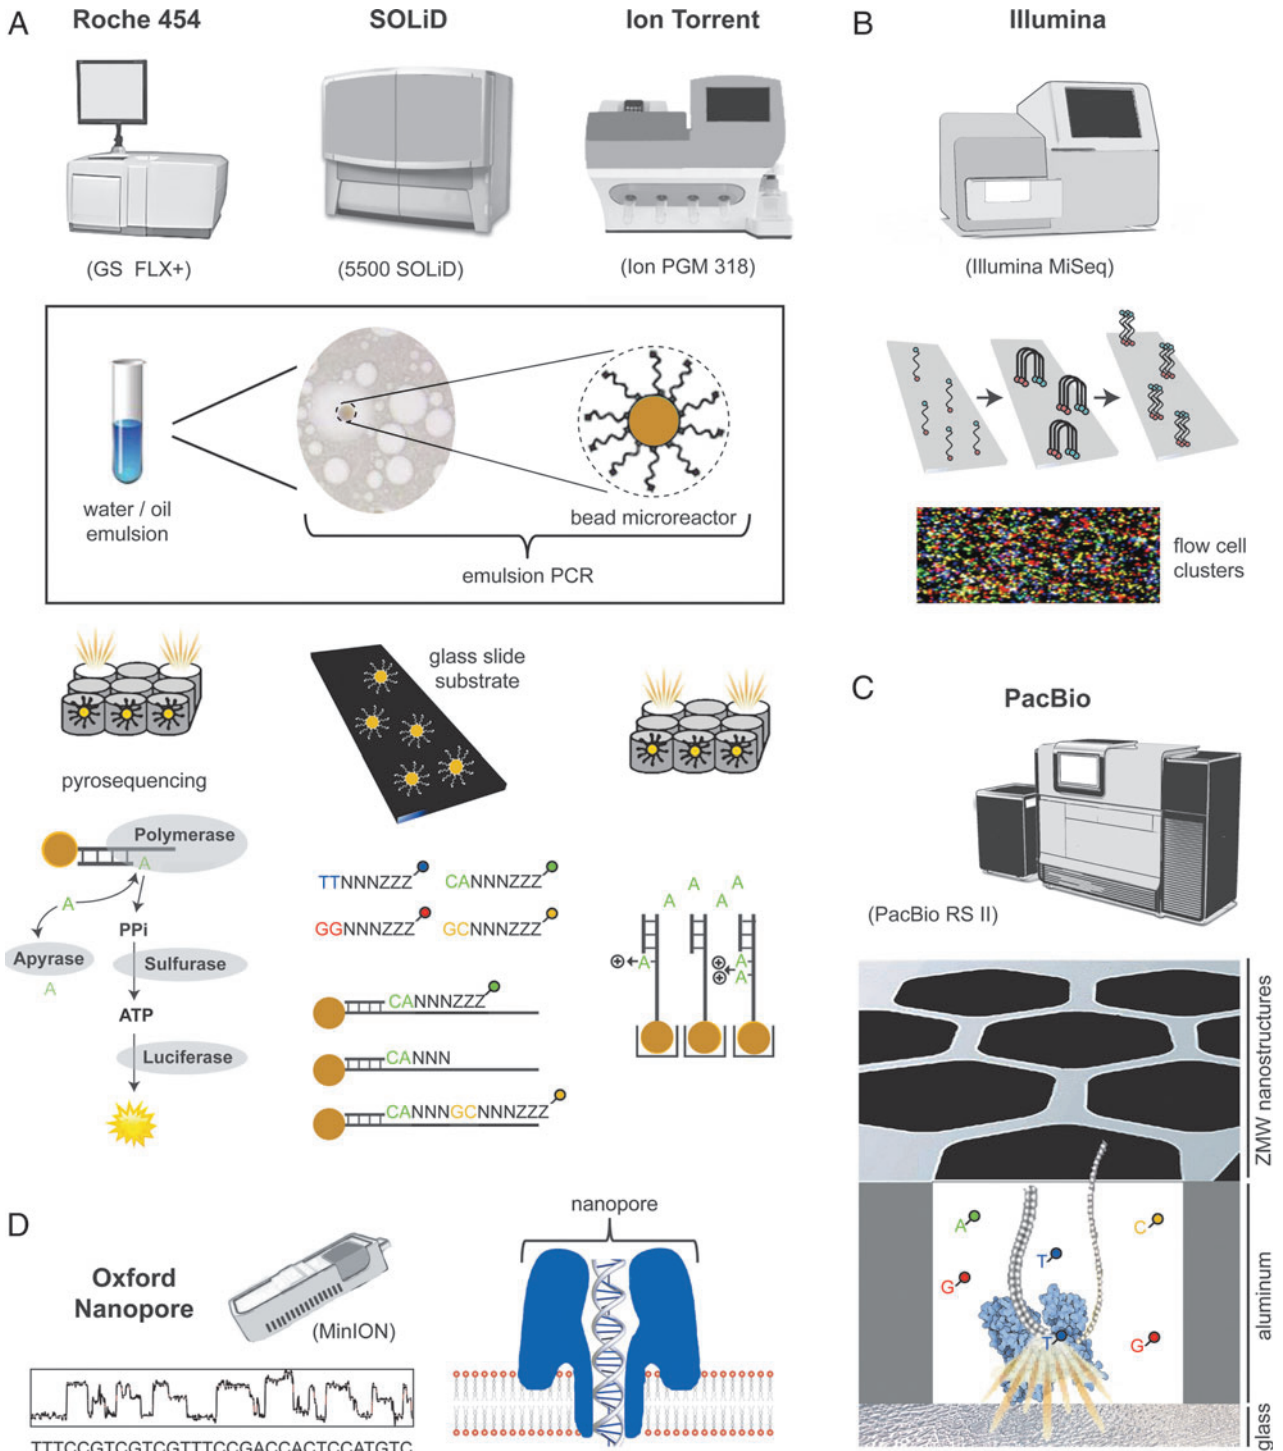 A
Roche 454
SOLiD
Ion Torrent
(GS FLX+)
(5500 SOLiD)
(Ion PGM 318)
water / oil
emulsion
bead microreactor
emulsion PCR
pyrosequencing
Polymerase
A
A
PPi
Apyrase
A
Sulfurase
ATP
Luciferase
glass slide
substrate
TTNNNZZZ
CANNNZZZ
GGNNNZZZ
GCNNNZZZ
CANNNZZZ
CANNN
CANNNGCNNNZZZ
A
A
A
A
A
A
A
B
Illumina
(Illumina MiSeq)
flow cell
clusters
C
PacBio
(PacBio RS II)
ZMW nanostructures
aluminum
glass
A
C
T
G
G
T
D
Oxford
Nanopore
(MinION)
nanopore
TTTCCGTCGTCGTTTCCGACCACTCCATGTC